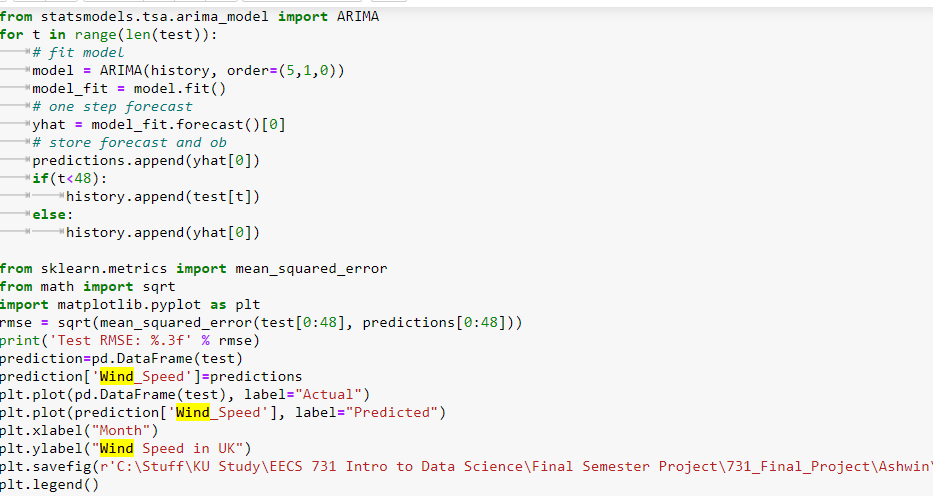 from statsmodels.tsa.arima_model import ARIMA
for t in range(len(test)):
# fit model
model = ARIMA(history, order=(5,1,0))
model_fit = model.fit()
# one step forecast
yhat = model_fit.forecast()[0]
# store forecast and ob
predictions.append(yhat[0])
if(t<48):
history.append(test[t])
else:
history.append(yhat[0])
from sklearn.metrics import mean_squared_error
from math import sqrt
import matplotlib.pyplot as plt
rmse = sqrt(mean_squared_error(test[0:48], predictions[0:48]))
print('Test RMSE: %.3f' % rmse)
prediction=pd.DataFrame(test)
prediction['Wind_Speed']=predictions
plt.plot(pd.DataFrame(test), label="Actual")
plt.plot(prediction['Wind_Speed'], label="Predicted")
plt.xlabel("Month")
plt.ylabel("Wind Speed in UK")
plt.savefig(r'C:\Stuff\KU Study\EECS 731 Intro to Data Science\Final Semester Project\731_Final_Project\Ashwin\
plt.legend()